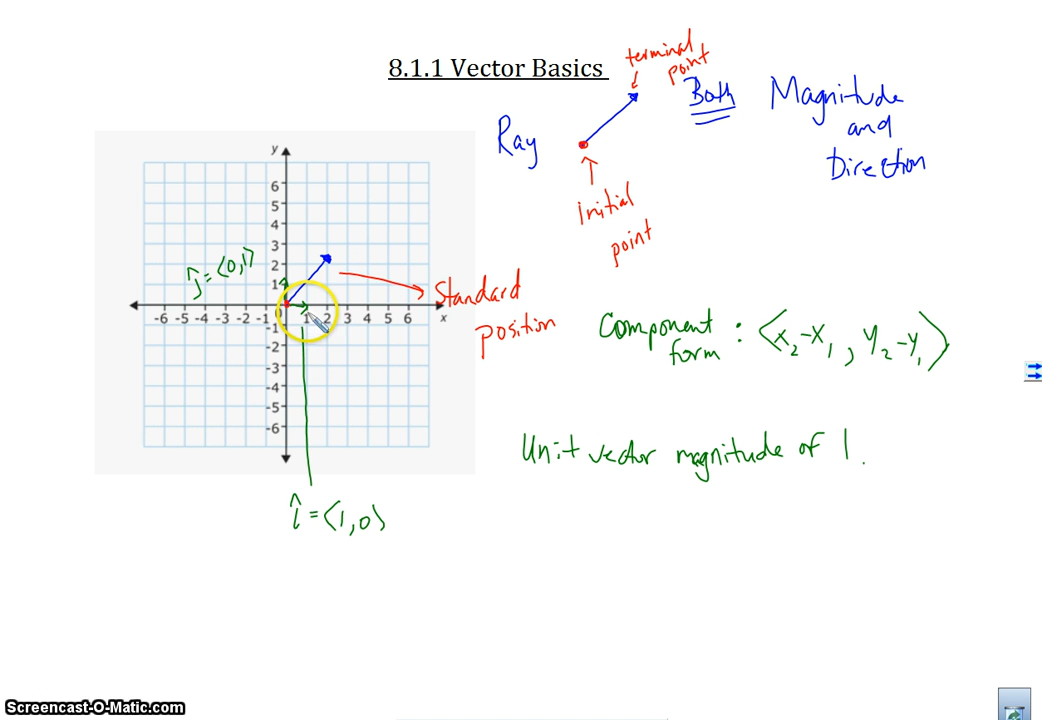 8.1.1 Vector Basics
terminal
point
Both Magnitude
and
Direction
Ray
initial
point
y
6
5
4
3
2
1
-6 -5 -4 -3 -2 -1 1 2 3 4 5 6 x
-1
-2
-3
-4
-5
-6
ĵ = ⟨0,1⟩
Standard
position
Component
form : ⟨x₂-x₁, y₂-y₁⟩
Unit vector magnitude of 1.
î = ⟨1,0⟩
Screencast-O-Matic.com